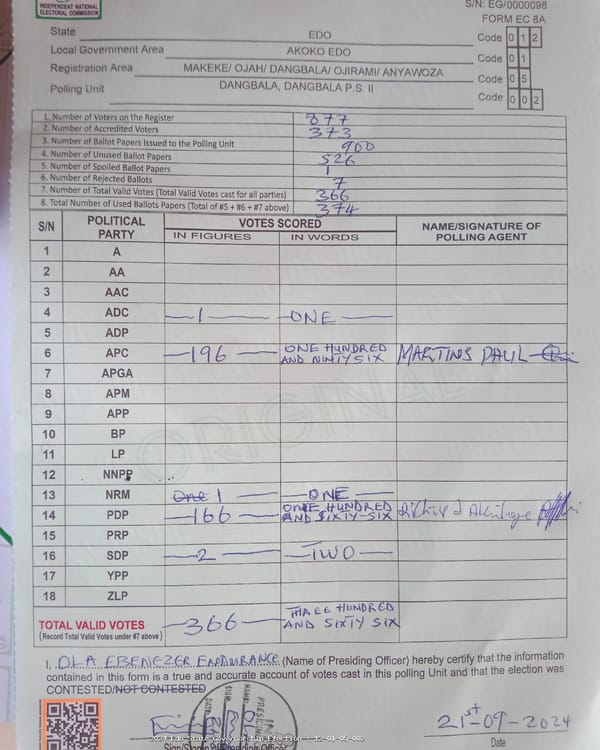 INDEPENDENT NATIONAL
ELECTORAL COMMISSION
S/N: EG/0000098
FORM EC 8A
State EDO Code 0 1 2
Local Government Area AKOKO EDO Code 0 1
Registration Area MAKEKE/ OJAH/ DANGBALA/ OJIRAMI/ ANYAWOZA Code 0 5
Polling Unit DANGBALA, DANGBALA P.S. II Code 0 0 2
1. Number of Voters on the Register 877
2. Number of Accredited Voters 373
3. Number of Ballot Papers Issued to the Polling Unit 900
4. Number of Unused Ballot Papers 526
5. Number of Spoiled Ballot Papers 1
6. Number of Rejected Ballots 7
7. Number of Total Valid Votes (Total Valid Votes cast for all parties) 366
8. Total Number of Used Ballots Papers (Total of #5 + #6 + #7 above) 374
S/N POLITICAL PARTY VOTES SCORED NAME/SIGNATURE OF POLLING AGENT
IN FIGURES IN WORDS
1 A
2 AA
3 AAC
4 ADC 1 ONE
5 ADP
6 APC 196 ONE HUNDRED AND NINTYSIX MARTINS PAUL
7 APGA
8 APM
9 APP
10 BP
11 LP
12 NNPP
13 NRM One 1 ONE
14 PDP 166 ONE HUNDRED AND SIXTY-SIX
15 PRP
16 SDP 2 TWO
17 YPP
18 ZLP
TOTAL VALID VOTES 366 THREE HUNDRED AND SIXTY SIX
(Record Total Valid Votes under #7 above)
ORIGINAL
I, OLA EBENEZER ENDURANCE (Name of Presiding Officer) hereby certify that the information
contained in this form is a true and accurate account of votes cast in this polling Unit and that the election was
CONTESTED/NOT CONTESTED
21st-09-2024
Date